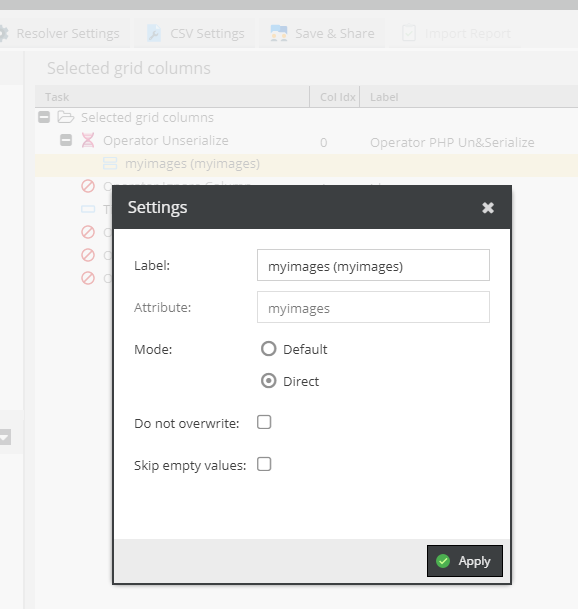 Resolver Settings CSV Settings Save & Share Import Report
Selected grid columns
Task Col Idx Label
Selected grid columns
Operator Unserialize 0 Operator PHP Un&Serialize
myimages (myimages)
Settings
Label: myimages (myimages)
Attribute: myimages
Mode: Default
Direct
Do not overwrite:
Skip empty values:
Apply